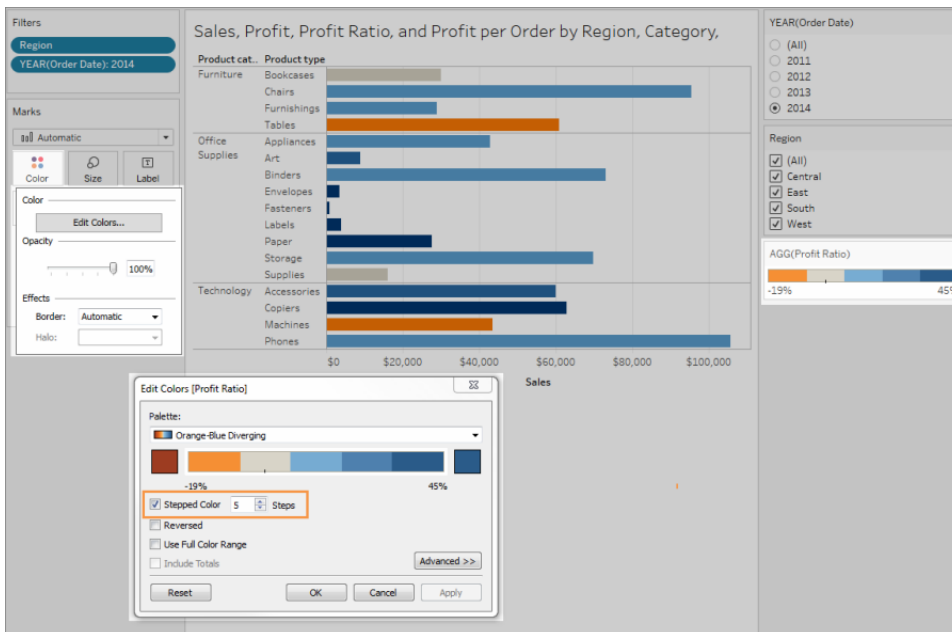 Filters
Region
YEAR(Order Date): 2014
Marks
Automatic
Color
Size
Label
Color
Edit Colors...
Opacity
100%
Effects
Border: Automatic
Halo:
Sales, Profit, Profit Ratio, and Profit per Order by Region, Category,
Product cat.. Product type
Furniture Bookcases
Chairs
Furnishings
Tables
Office Supplies Appliances
Art
Binders
Envelopes
Fasteners
Labels
Paper
Storage
Supplies
Technology Accessories
Copiers
Machines
Phones
$0 $20,000 $40,000 $60,000 $80,000 $100,000
Sales
YEAR(Order Date)
(All)
2011
2012
2013
2014
Region
(All)
Central
East
South
West
AGG(Profit Ratio)
-19% 45%
Edit Colors [Profit Ratio]
Palette:
Orange-Blue Diverging
-19% 45%
Stepped Color 5 Steps
Reversed
Use Full Color Range
Include Totals
Advanced >>
Reset OK Cancel Apply